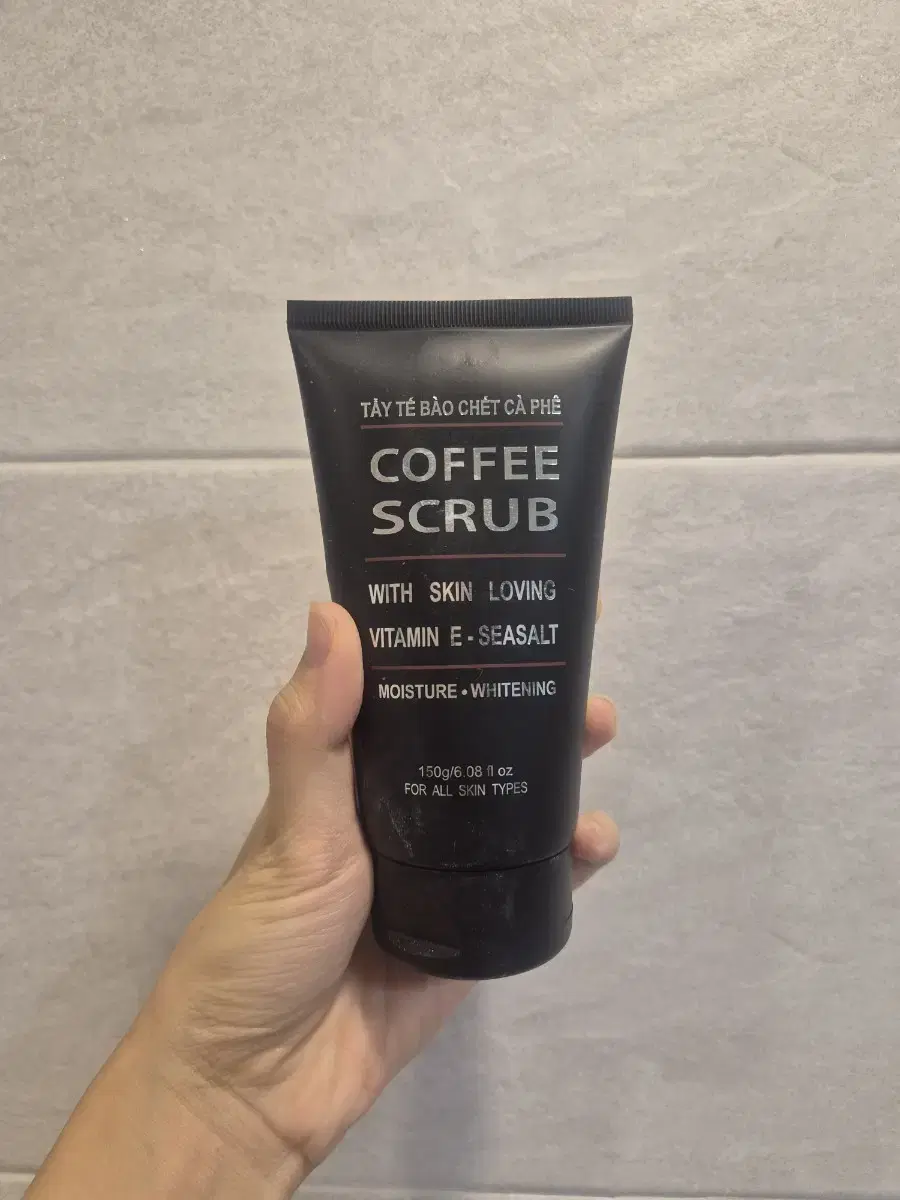 TẨY TẾ BÀO CHẾT CÀ PHÊ
COFFEE
SCRUB
WITH SKIN LOVING
VITAMIN E - SEASALT
MOISTURE • WHITENING
150g/6.08 fl oz
FOR ALL SKIN TYPES